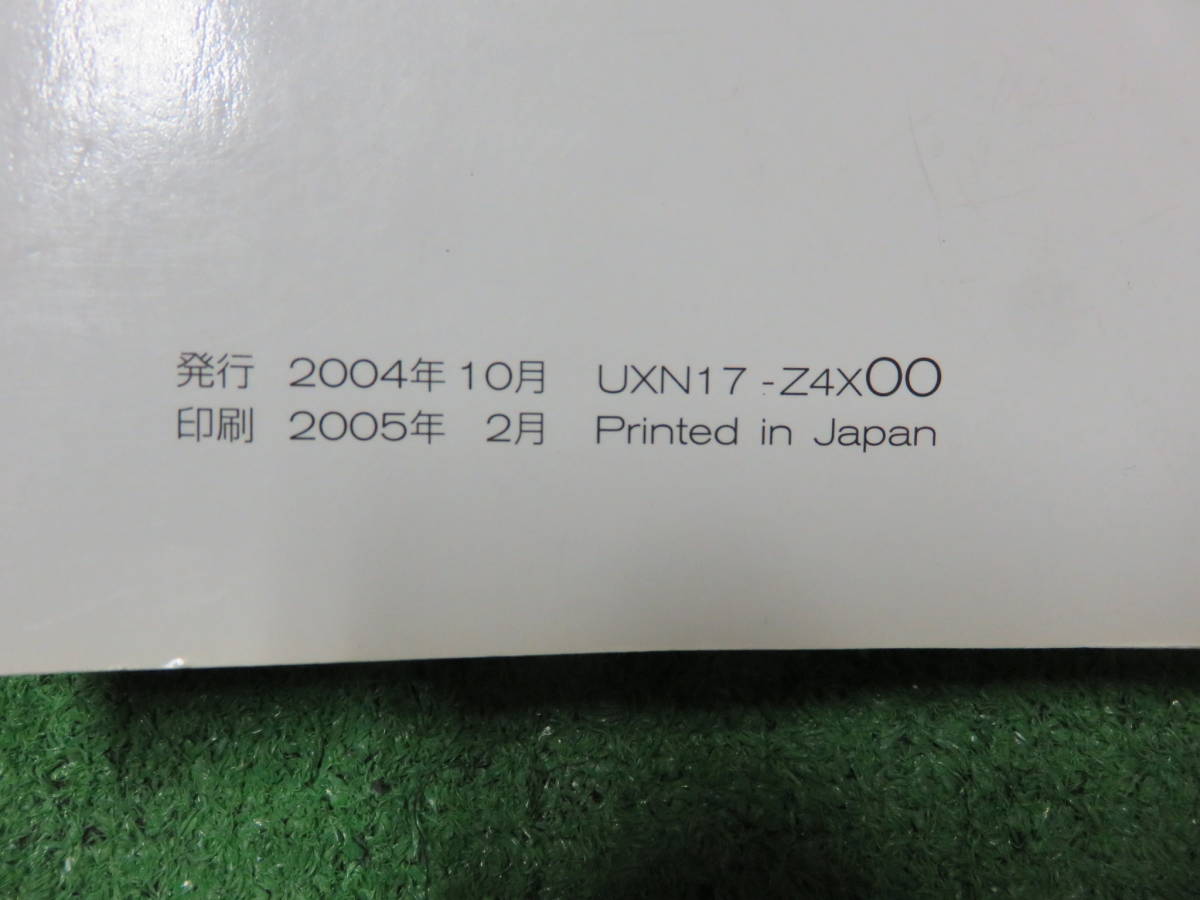 発行 2004年 10月 UXN17 -Z4X00
印刷 2005年 2月 Printed in Japan